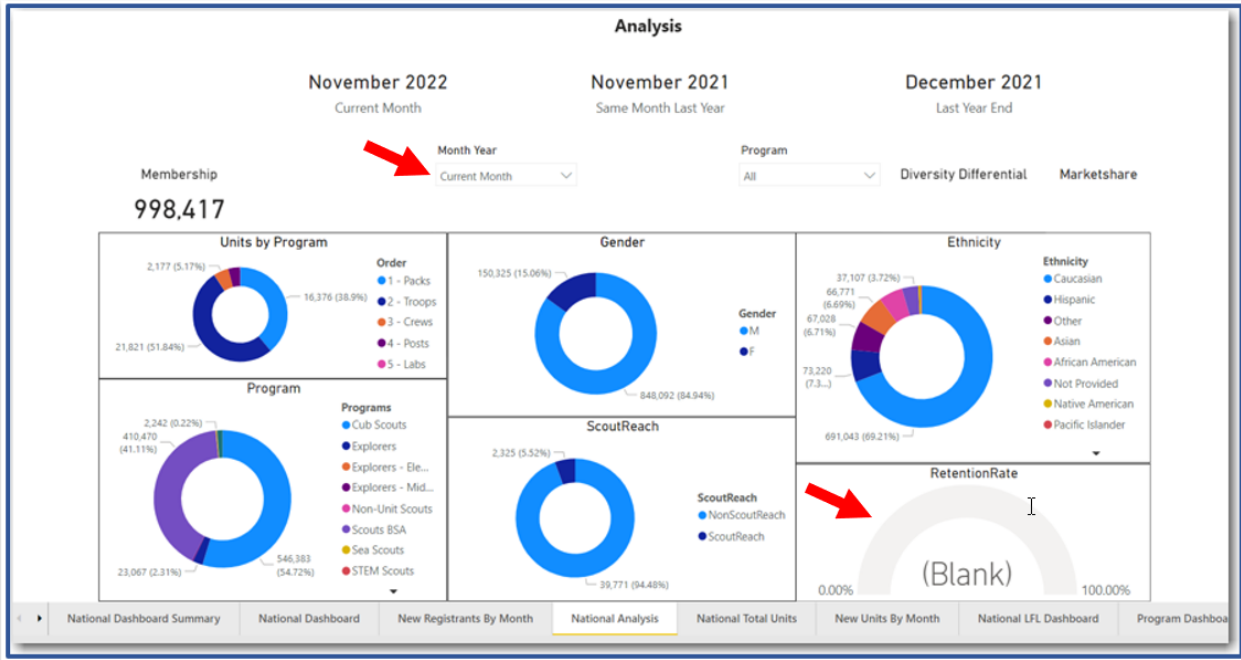 Analysis
November 2022
Current Month
November 2021
Same Month Last Year
December 2021
Last Year End
Month Year
Current Month
Program
All
Diversity Differential
Marketshare
Membership
998,417
Units by Program
2,177 (5.17%)
16,376 (38.9%)
21,821 (51.84%)
Order
1 - Packs
2 - Troops
3 - Crews
4 - Posts
5 - Labs
Gender
150,325 (15.06%)
848,092 (84.94%)
Gender
M
F
Ethnicity
37,107 (3.72%)
66,771
(6.69%)
67,028
(6.71%)
73,220
(7.3...)
691,043 (69.21%)
Ethnicity
Caucasian
Hispanic
Other
Asian
African American
Not Provided
Native American
Pacific Islander
Program
2,242 (0.22%)
410,470
(41.11%)
23,067 (2.31%)
546,383
(54.72%)
Programs
Cub Scouts
Explorers
Explorers - Ele...
Explorers - Mid...
Non-Unit Scouts
Scouts BSA
Sea Scouts
STEM Scouts
ScoutReach
2,325 (5.52%)
39,771 (94.48%)
ScoutReach
NonScoutReach
ScoutReach
RetentionRate
(Blank)
0.00%
100.00%
National Dashboard Summary
National Dashboard
New Registrants By Month
National Analysis
National Total Units
New Units By Month
National LFL Dashboard
Program Dashboa